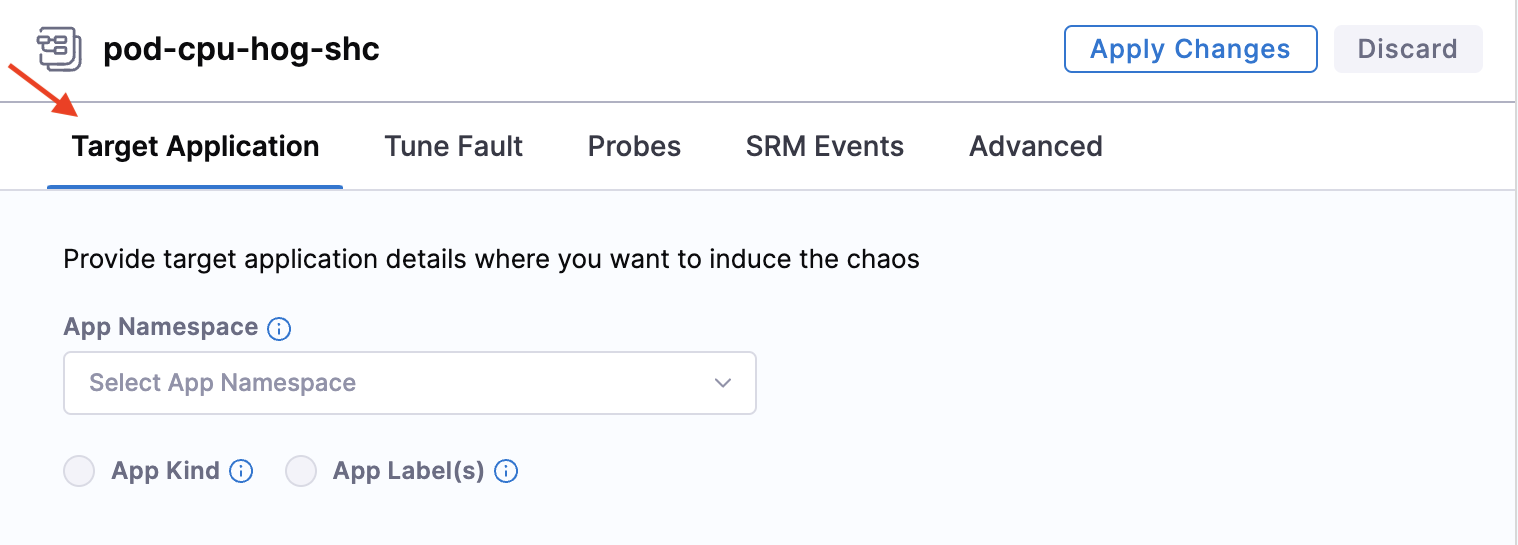 pod-cpu-hog-shc
Apply Changes
Discard
Target Application
Tune Fault
Probes
SRM Events
Advanced
Provide target application details where you want to induce the chaos
App Namespace
Select App Namespace
App Kind
App Label(s)